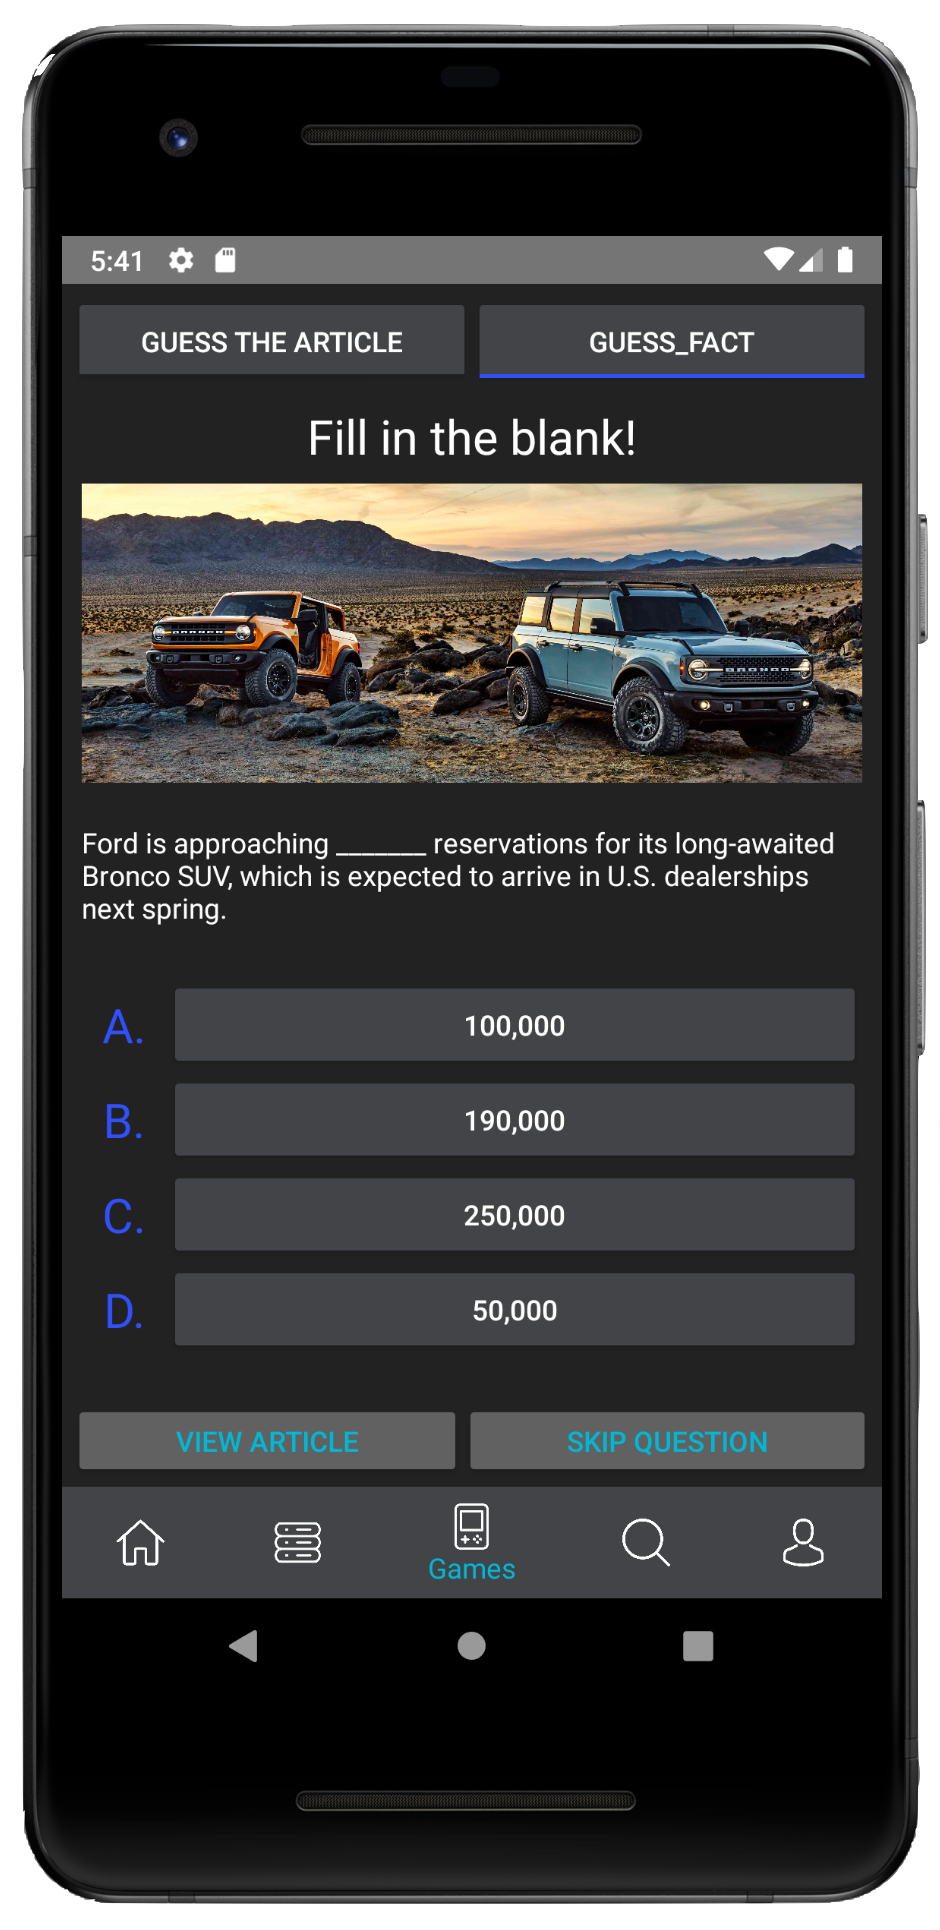 5:41
GUESS THE ARTICLE
GUESS_FACT
Fill in the blank!
BRONCO
BRONCO
Ford is approaching _______ reservations for its long-awaited
Bronco SUV, which is expected to arrive in U.S. dealerships
next spring.
A.
100,000
B.
190,000
C.
250,000
D.
50,000
VIEW ARTICLE
SKIP QUESTION
Games